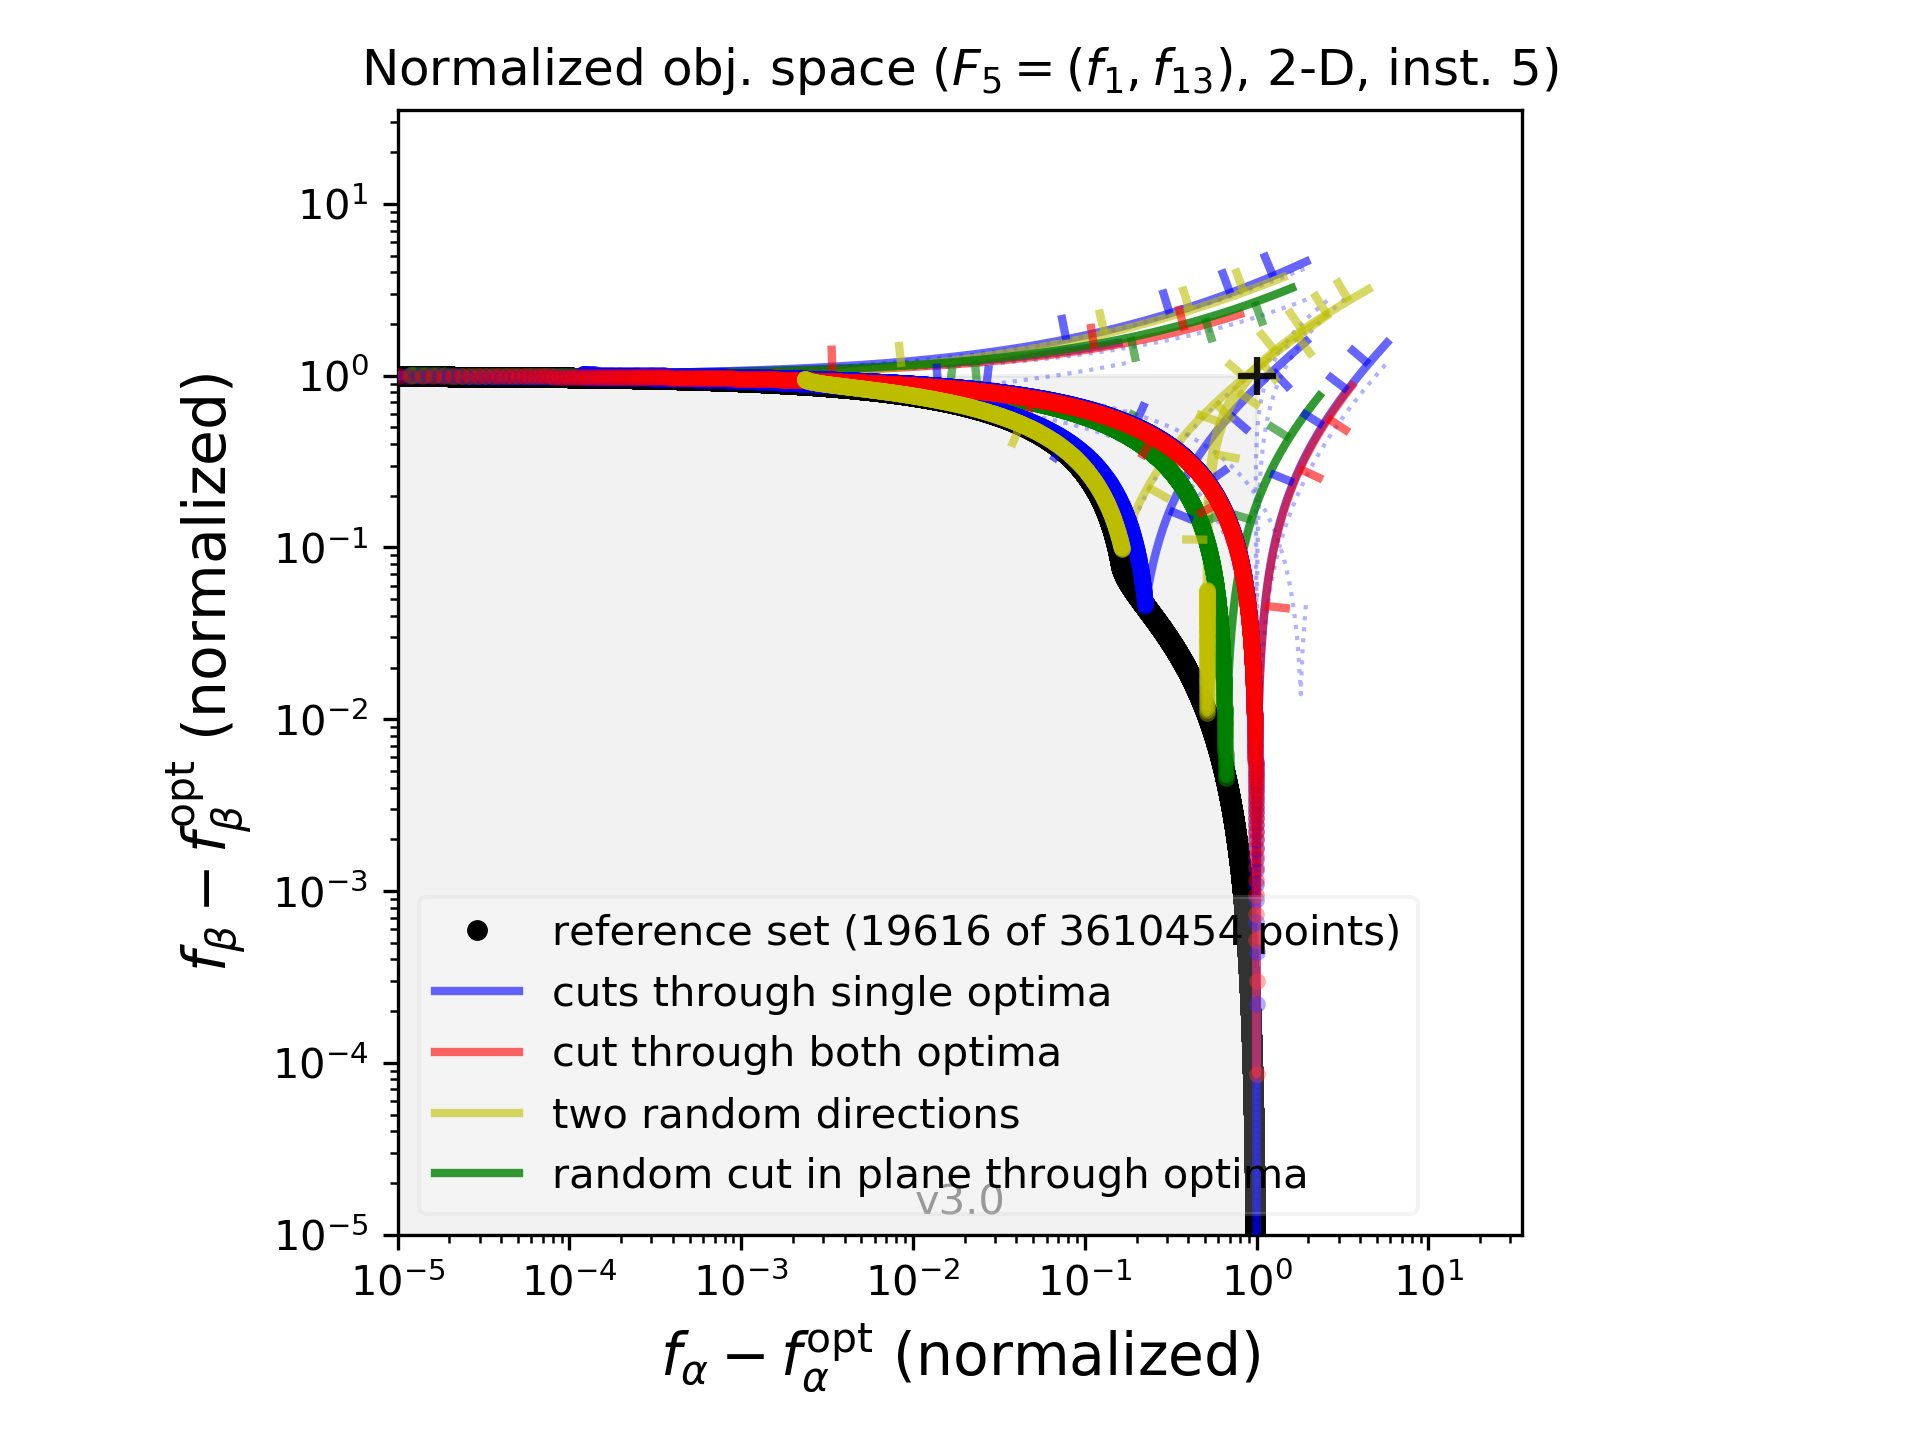 Normalized obj. space (F₅ = (f₁, f₁₃), 2-D, inst. 5)
10¹
10⁰
10⁻¹
10⁻²
10⁻³
10⁻⁴
10⁻⁵
f_β − f_β^opt (normalized)
reference set (19616 of 3610454 points)
cuts through single optima
cut through both optima
two random directions
random cut in plane through optima
v3.0
10⁻⁵ 10⁻⁴ 10⁻³ 10⁻² 10⁻¹ 10⁰ 10¹
f_α − f_α^opt (normalized)